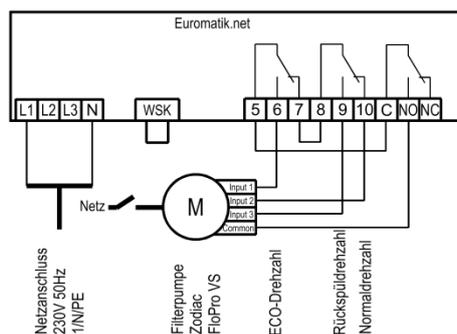 Euromatik.net
L1 L2 L3 N WSK 5 6 7 8 9 10 C NO NC
Input 1
Input 2
Input 3
Common
Netz
M
Netzanschluss
230V 50Hz
1/N/PE
Filterpumpe
Zodiac
FloPro VS
ECO-Drehzahl
Rückspüldrehzahl
Normaldrehzahl